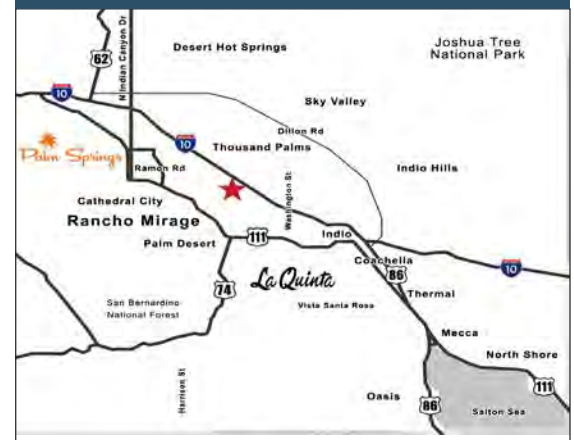 Desert Hot Springs
Joshua Tree
National Park
62
N Indian Canyon Dr
10
Sky Valley
Dillon Rd
10
Thousand Palms
Palm Springs
Ramon Rd
Indio Hills
Washington St
Cathedral City
Rancho Mirage
Palm Desert
111
Indio
Coachella
10
La Quinta
86
74
Thermal
San Bernardino
National Forest
Vista Santa Rosa
Mecca
North Shore
Harrison St
Oasis
86
111
Salton Sea